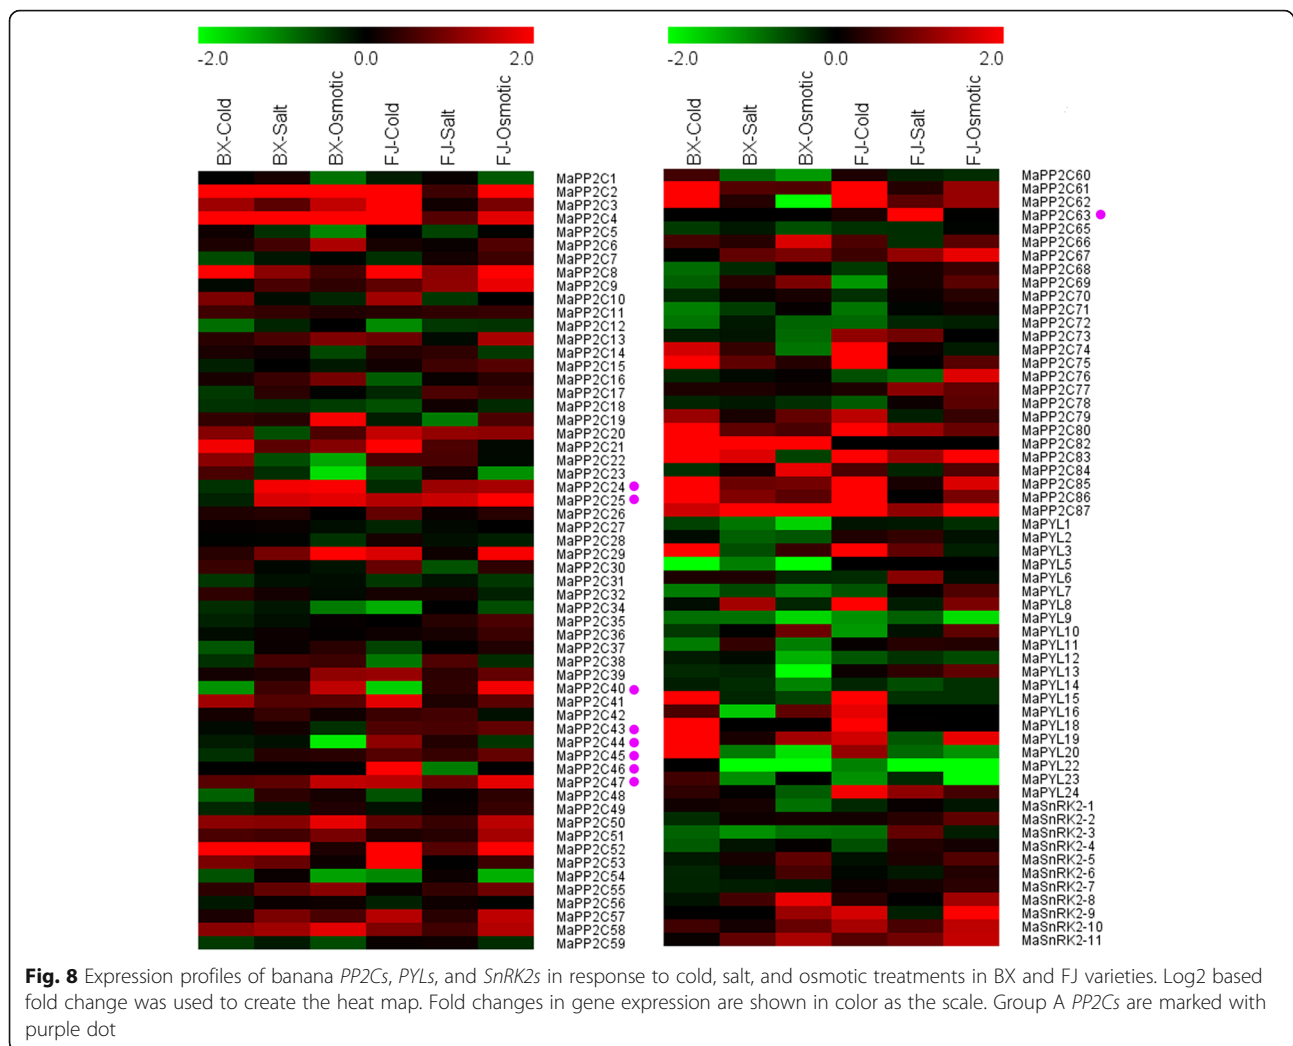 -2.0 0.0 2.0
BX-Cold
BX-Salt
BX-Osmotic
FJ-Cold
FJ-Salt
FJ-Osmotic
MaPP2C1
MaPP2C2
MaPP2C3
MaPP2C4
MaPP2C5
MaPP2C6
MaPP2C7
MaPP2C8
MaPP2C9
MaPP2C10
MaPP2C11
MaPP2C12
MaPP2C13
MaPP2C14
MaPP2C15
MaPP2C16
MaPP2C17
MaPP2C18
MaPP2C19
MaPP2C20
MaPP2C21
MaPP2C22
MaPP2C23
MaPP2C24
MaPP2C25
MaPP2C26
MaPP2C27
MaPP2C28
MaPP2C29
MaPP2C30
MaPP2C31
MaPP2C32
MaPP2C34
MaPP2C35
MaPP2C36
MaPP2C37
MaPP2C38
MaPP2C39
MaPP2C40
MaPP2C41
MaPP2C42
MaPP2C43
MaPP2C44
MaPP2C45
MaPP2C46
MaPP2C47
MaPP2C48
MaPP2C49
MaPP2C50
MaPP2C51
MaPP2C52
MaPP2C53
MaPP2C54
MaPP2C55
MaPP2C56
MaPP2C57
MaPP2C58
MaPP2C59
-2.0 0.0 2.0
BX-Cold
BX-Salt
BX-Osmotic
FJ-Cold
FJ-Salt
FJ-Osmotic
MaPP2C60
MaPP2C61
MaPP2C62
MaPP2C63
MaPP2C65
MaPP2C66
MaPP2C67
MaPP2C68
MaPP2C69
MaPP2C70
MaPP2C71
MaPP2C72
MaPP2C73
MaPP2C74
MaPP2C75
MaPP2C76
MaPP2C77
MaPP2C78
MaPP2C79
MaPP2C80
MaPP2C82
MaPP2C83
MaPP2C84
MaPP2C85
MaPP2C86
MaPP2C87
MaPYL1
MaPYL2
MaPYL3
MaPYL5
MaPYL6
MaPYL7
MaPYL8
MaPYL9
MaPYL10
MaPYL11
MaPYL12
MaPYL13
MaPYL14
MaPYL15
MaPYL16
MaPYL18
MaPYL19
MaPYL20
MaPYL22
MaPYL23
MaPYL24
MaSnRK2-1
MaSnRK2-2
MaSnRK2-3
MaSnRK2-4
MaSnRK2-5
MaSnRK2-6
MaSnRK2-7
MaSnRK2-8
MaSnRK2-9
MaSnRK2-10
MaSnRK2-11
Fig. 8 Expression profiles of banana PP2Cs, PYLs, and SnRK2s in response to cold, salt, and osmotic treatments in BX and FJ varieties. Log2 based
fold change was used to create the heat map. Fold changes in gene expression are shown in color as the scale. Group A PP2Cs are marked with
purple dot